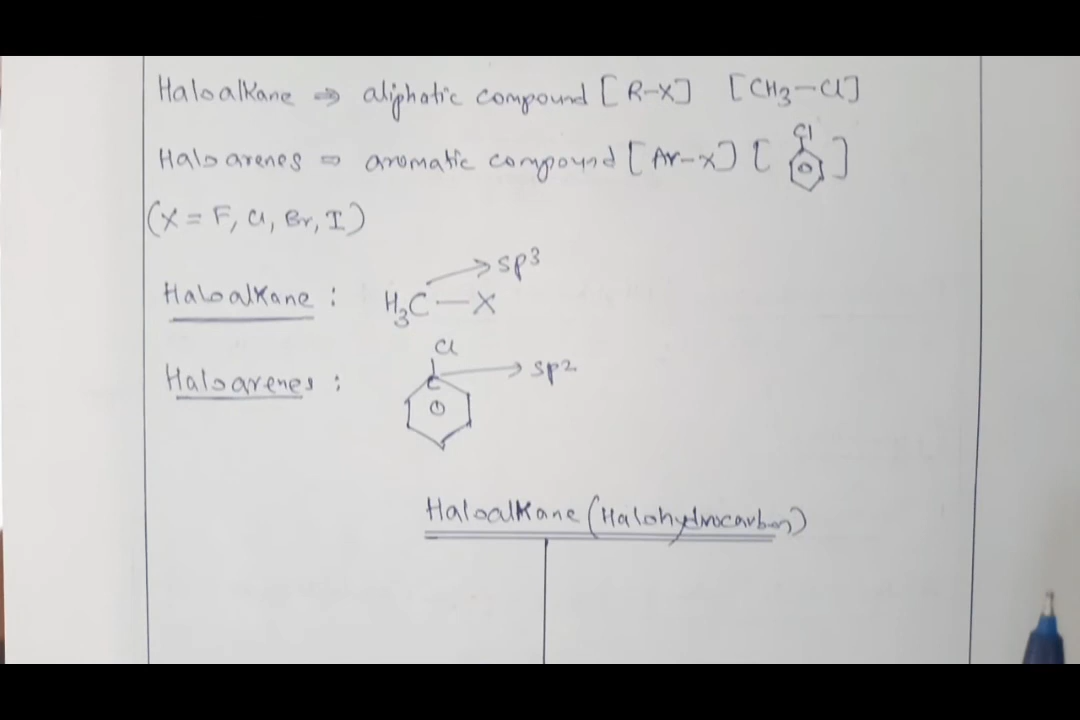 Haloalkane ⇒ aliphatic compound [R-X] [CH3-Cl]
Haloarenes ⇒ aromatic compound [Ar-X] [Cl]
(X = F, Cl, Br, I)
Haloalkane : H3C-X → sp3
Haloarenes : Cl C → sp2
Haloalkane (Halohydrocarbon)